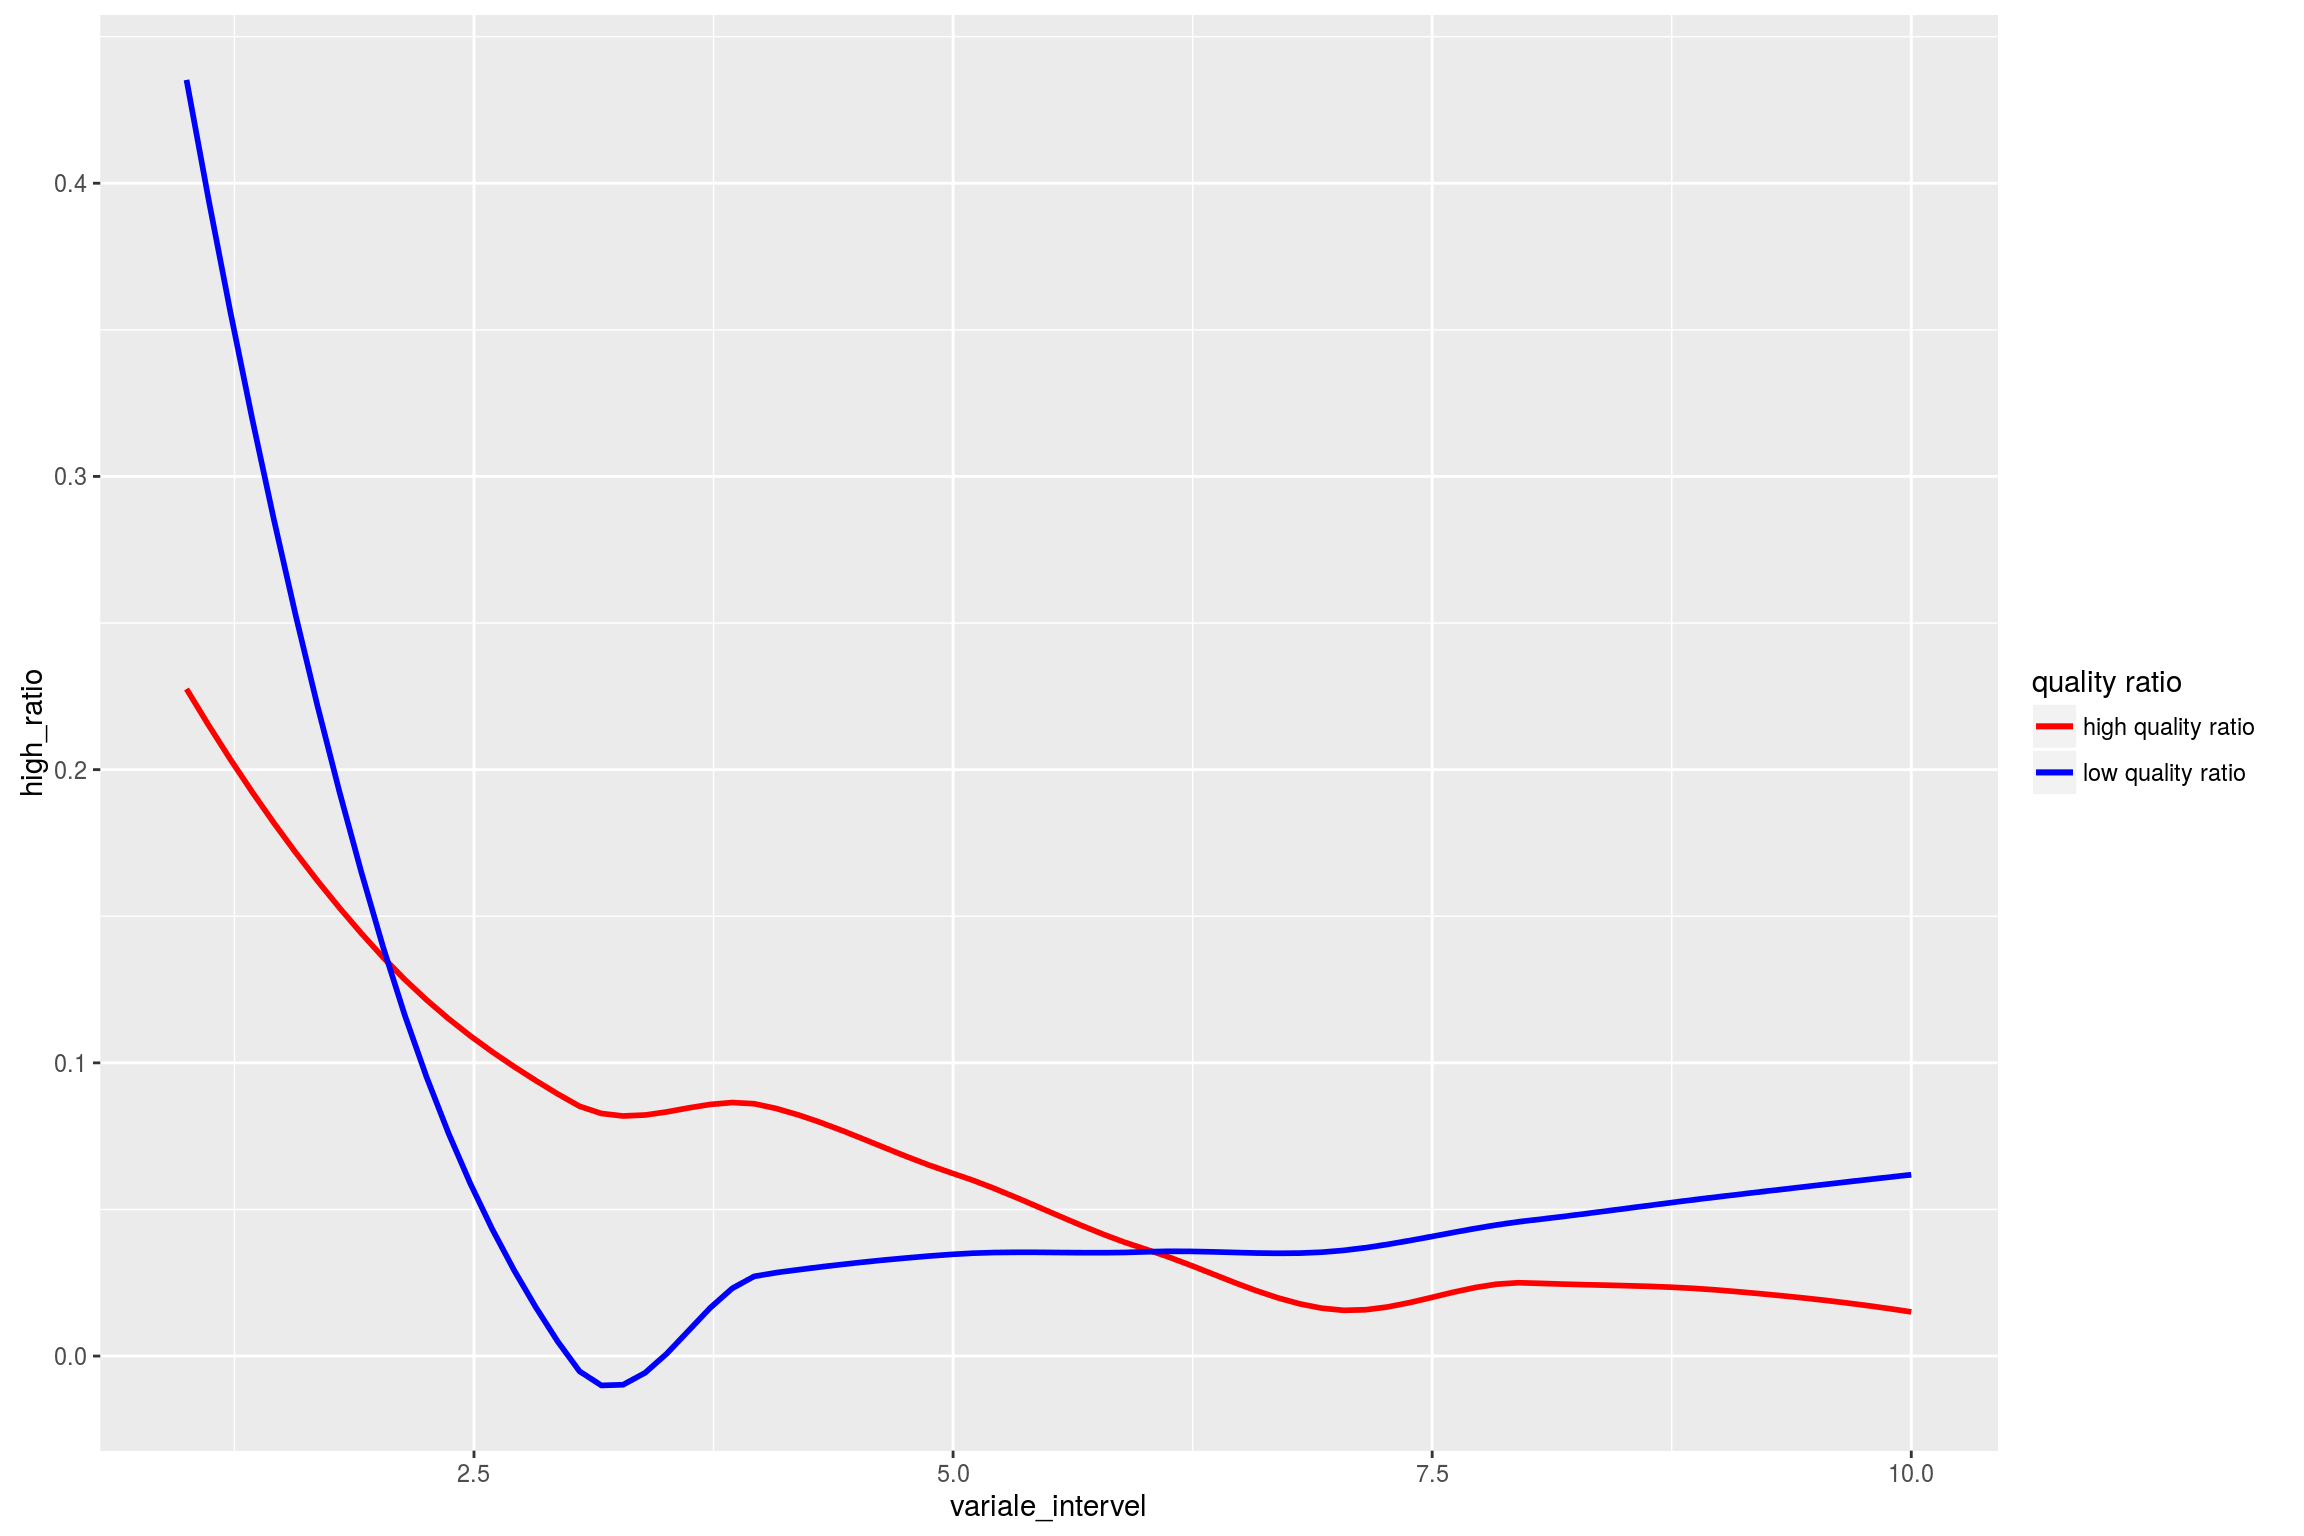 0.4
0.3
0.2
0.1
0.0
high_ratio
2.5 5.0 7.5 10.0
variale_intervel
quality ratio
high quality ratio
low quality ratio